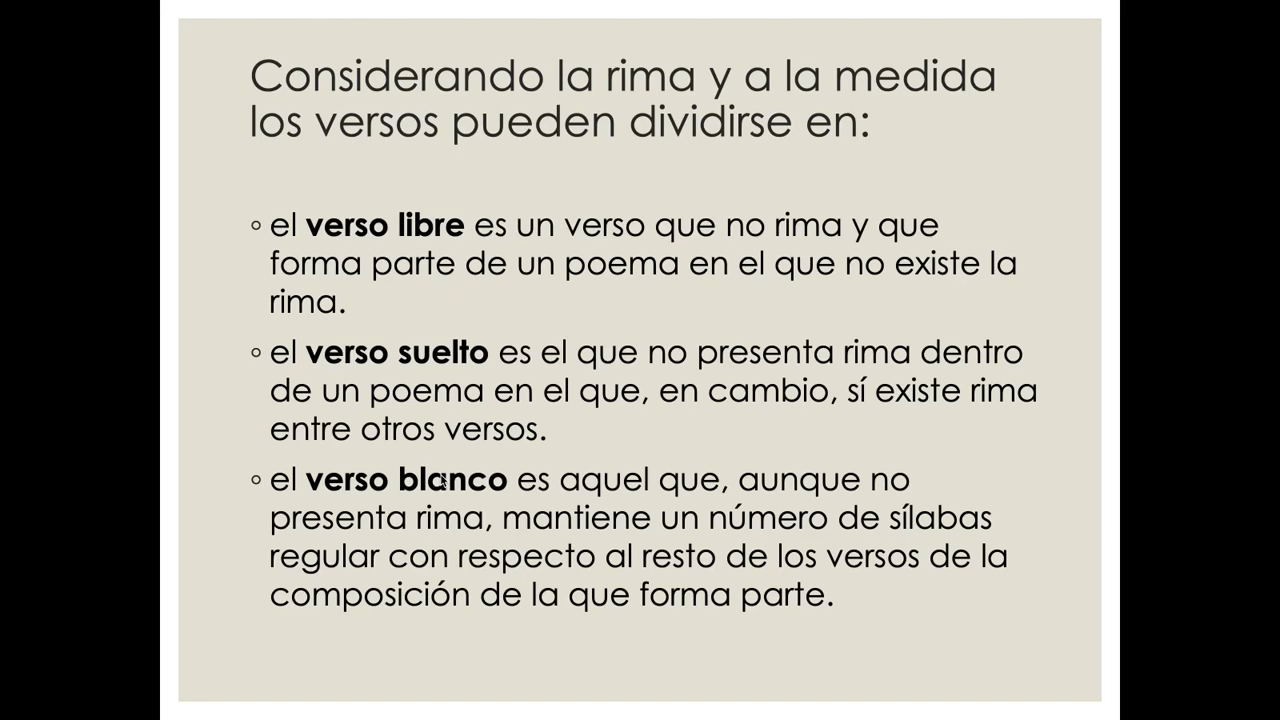 Considerando la rima y a la medida
los versos pueden dividirse en:
◦ el verso libre es un verso que no rima y que
forma parte de un poema en el que no existe la
rima.
◦ el verso suelto es el que no presenta rima dentro
de un poema en el que, en cambio, sí existe rima
entre otros versos.
◦ el verso blanco es aquel que, aunque no
presenta rima, mantiene un número de sílabas
regular con respecto al resto de los versos de la
composición de la que forma parte.